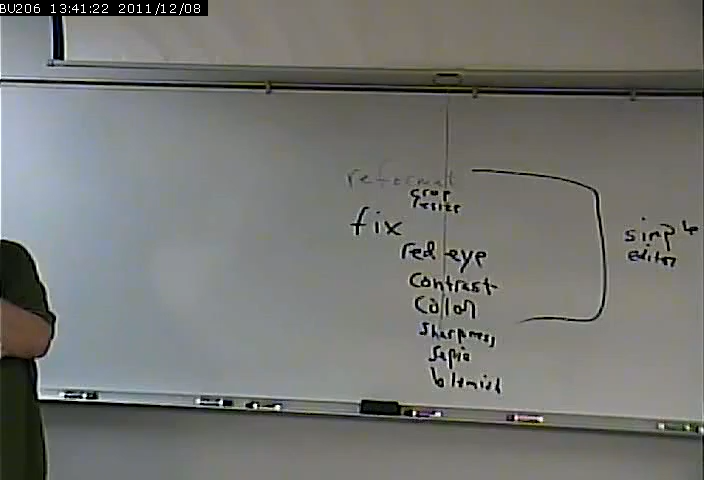 BU206 13:41:22 2011/12/08
reformat
crop
resize
fix
red eye
contrast
color
sharpness
sepia
blemish
simple
editor